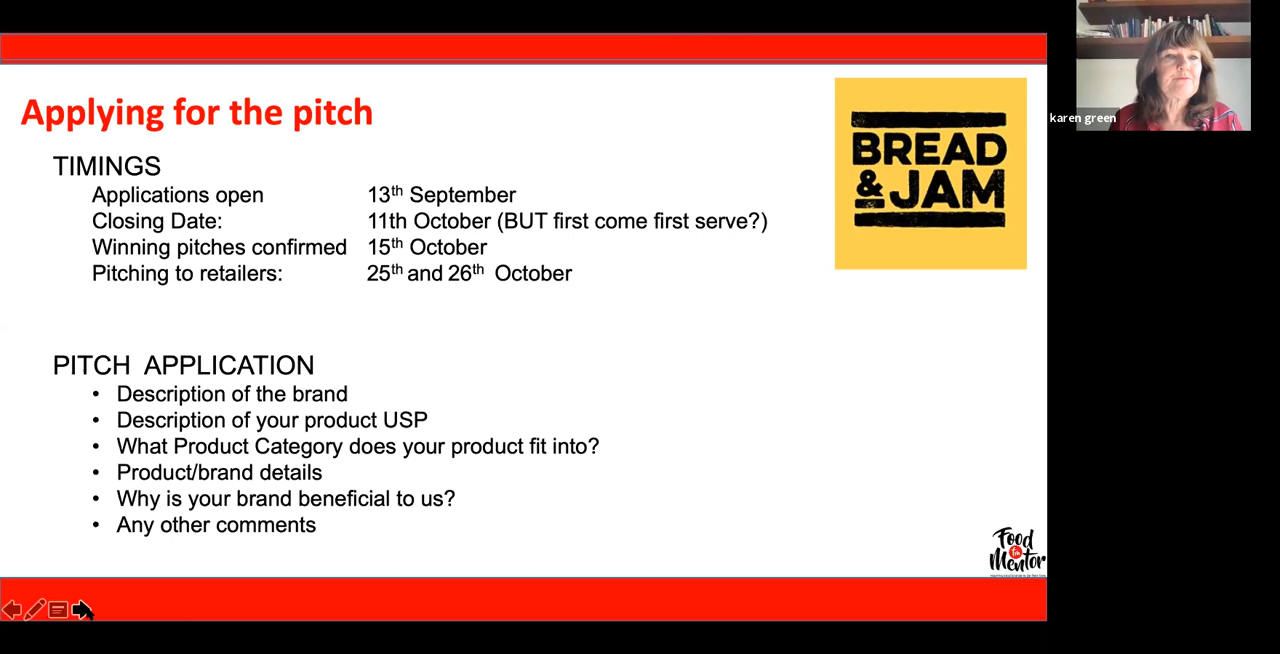 Applying for the pitch
TIMINGS
Applications open 13th September
Closing Date: 11th October (BUT first come first serve?)
Winning pitches confirmed 15th October
Pitching to retailers: 25th and 26th October
PITCH APPLICATION
• Description of the brand
• Description of your product USP
• What Product Category does your product fit into?
• Product/brand details
• Why is your brand beneficial to us?
• Any other comments
BREAD
& JAM
karen green
Food
Mentor